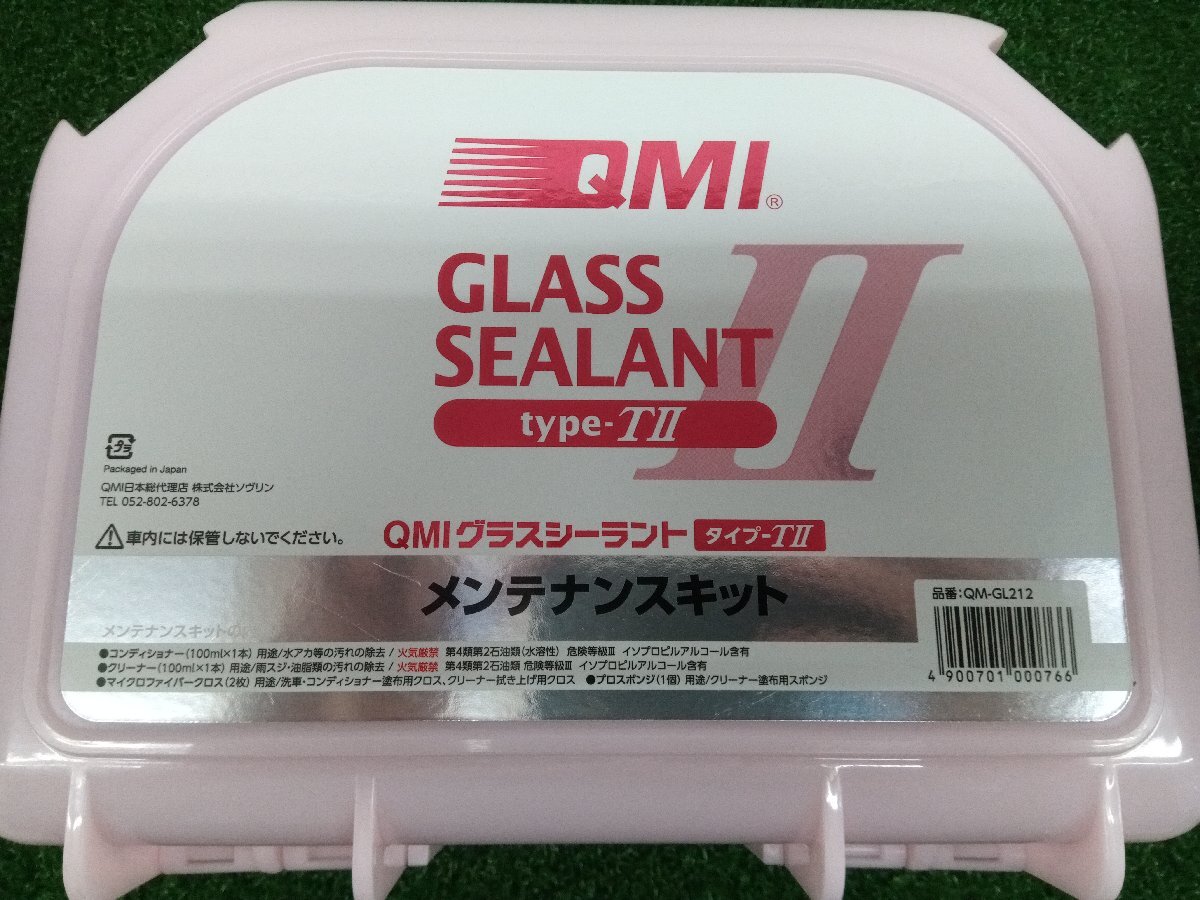 QMI®
GLASS
SEALANT
II
type-TII
プラ
Packaged in Japan
QMI日本総代理店 株式会社ソヴリン
TEL 052-802-6378
車内には保管しないでください。
QMIグラスシーラント タイプ-TII
メンテナンスキット
品番:QM-GL212
メンテナンスキットの
●コンディショナー(100ml×1本) 用途/水アカ等の汚れの除去/火気厳禁 第4類第2石油類(水溶性) 危険等級Ⅲ イソプロピルアルコール含有
●クリーナー(100ml×1本) 用途/雨スジ・油脂類の汚れの除去/火気厳禁 第4類第2石油類 危険等級Ⅲ イソプロピルアルコール含有
●マイクロファイバークロス(2枚) 用途/洗車・コンディショナー塗布用クロス、クリーナー拭き上げ用クロス ●プロスポンジ(1個) 用途/クリーナー塗布用スポンジ
4 900701 000766